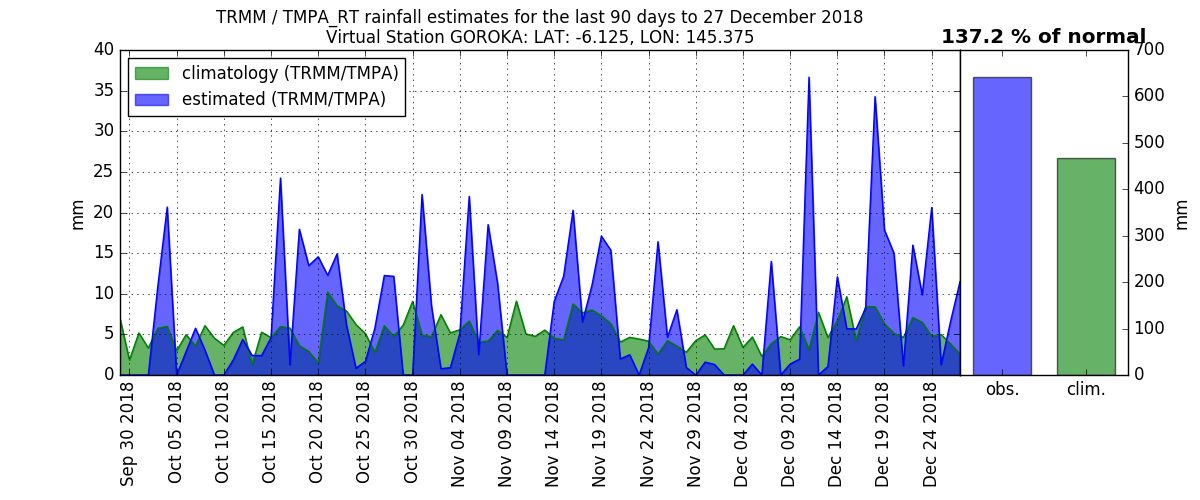 TRMM / TMPA_RT rainfall estimates for the last 90 days to 27 December 2018
Virtual Station GOROKA: LAT: -6.125, LON: 145.375
137.2 % of normal
climatology (TRMM/TMPA)
estimated (TRMM/TMPA)
mm
40
35
30
25
20
15
10
5
0
Sep 30 2018
Oct 05 2018
Oct 10 2018
Oct 15 2018
Oct 20 2018
Oct 25 2018
Oct 30 2018
Nov 04 2018
Nov 09 2018
Nov 14 2018
Nov 19 2018
Nov 24 2018
Nov 29 2018
Dec 04 2018
Dec 09 2018
Dec 14 2018
Dec 19 2018
Dec 24 2018
obs.
clim.
700
600
500
400
300
200
100
0
mm